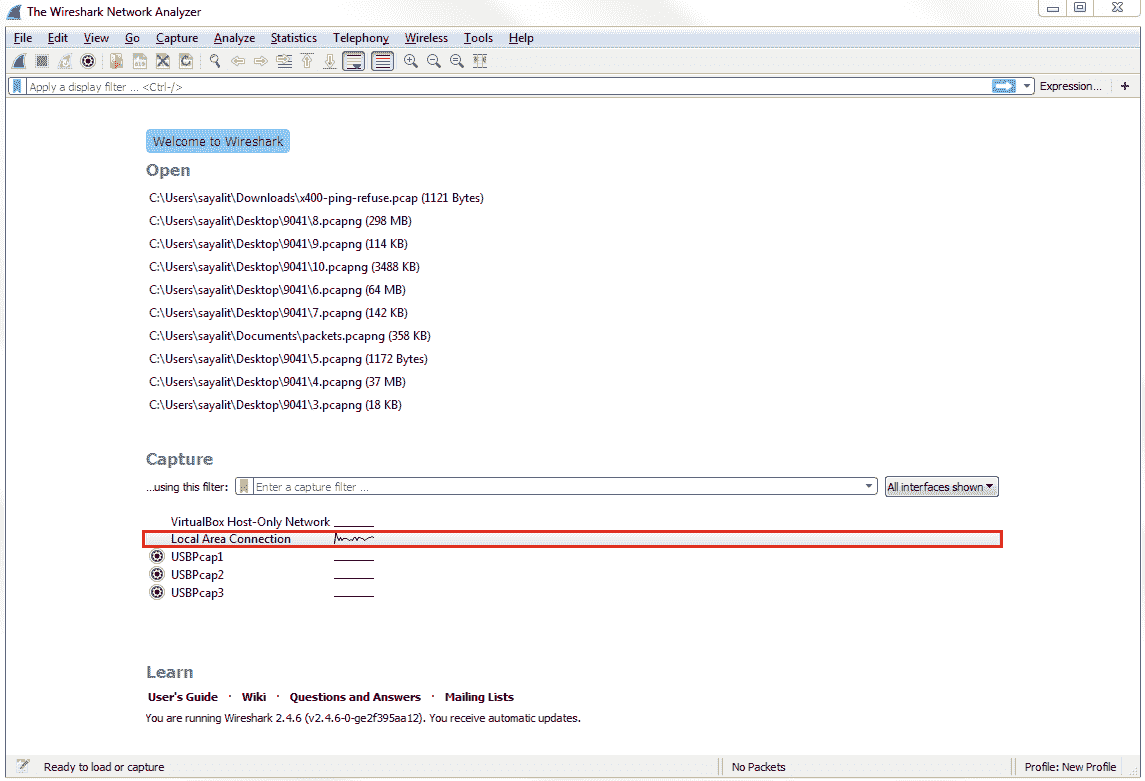 The Wireshark Network Analyzer
File Edit View Go Capture Analyze Statistics Telephony Wireless Tools Help
Apply a display filter ... <Ctrl-/> Expression... +
Welcome to Wireshark
Open
C:\Users\sayalit\Downloads\x400-ping-refuse.pcap (1121 Bytes)
C:\Users\sayalit\Desktop\9041\8.pcapng (298 MB)
C:\Users\sayalit\Desktop\9041\9.pcapng (114 KB)
C:\Users\sayalit\Desktop\9041\10.pcapng (3488 KB)
C:\Users\sayalit\Desktop\9041\6.pcapng (64 MB)
C:\Users\sayalit\Desktop\9041\7.pcapng (142 KB)
C:\Users\sayalit\Documents\packets.pcapng (358 KB)
C:\Users\sayalit\Desktop\9041\5.pcapng (1172 Bytes)
C:\Users\sayalit\Desktop\9041\4.pcapng (37 MB)
C:\Users\sayalit\Desktop\9041\3.pcapng (18 KB)
Capture
...using this filter: Enter a capture filter ... All interfaces shown
VirtualBox Host-Only Network
Local Area Connection
USBPcap1
USBPcap2
USBPcap3
Learn
User's Guide · Wiki · Questions and Answers · Mailing Lists
You are running Wireshark 2.4.6 (v2.4.6-0-ge2f395aa12). You receive automatic updates.
Ready to load or capture No Packets Profile: New Profile